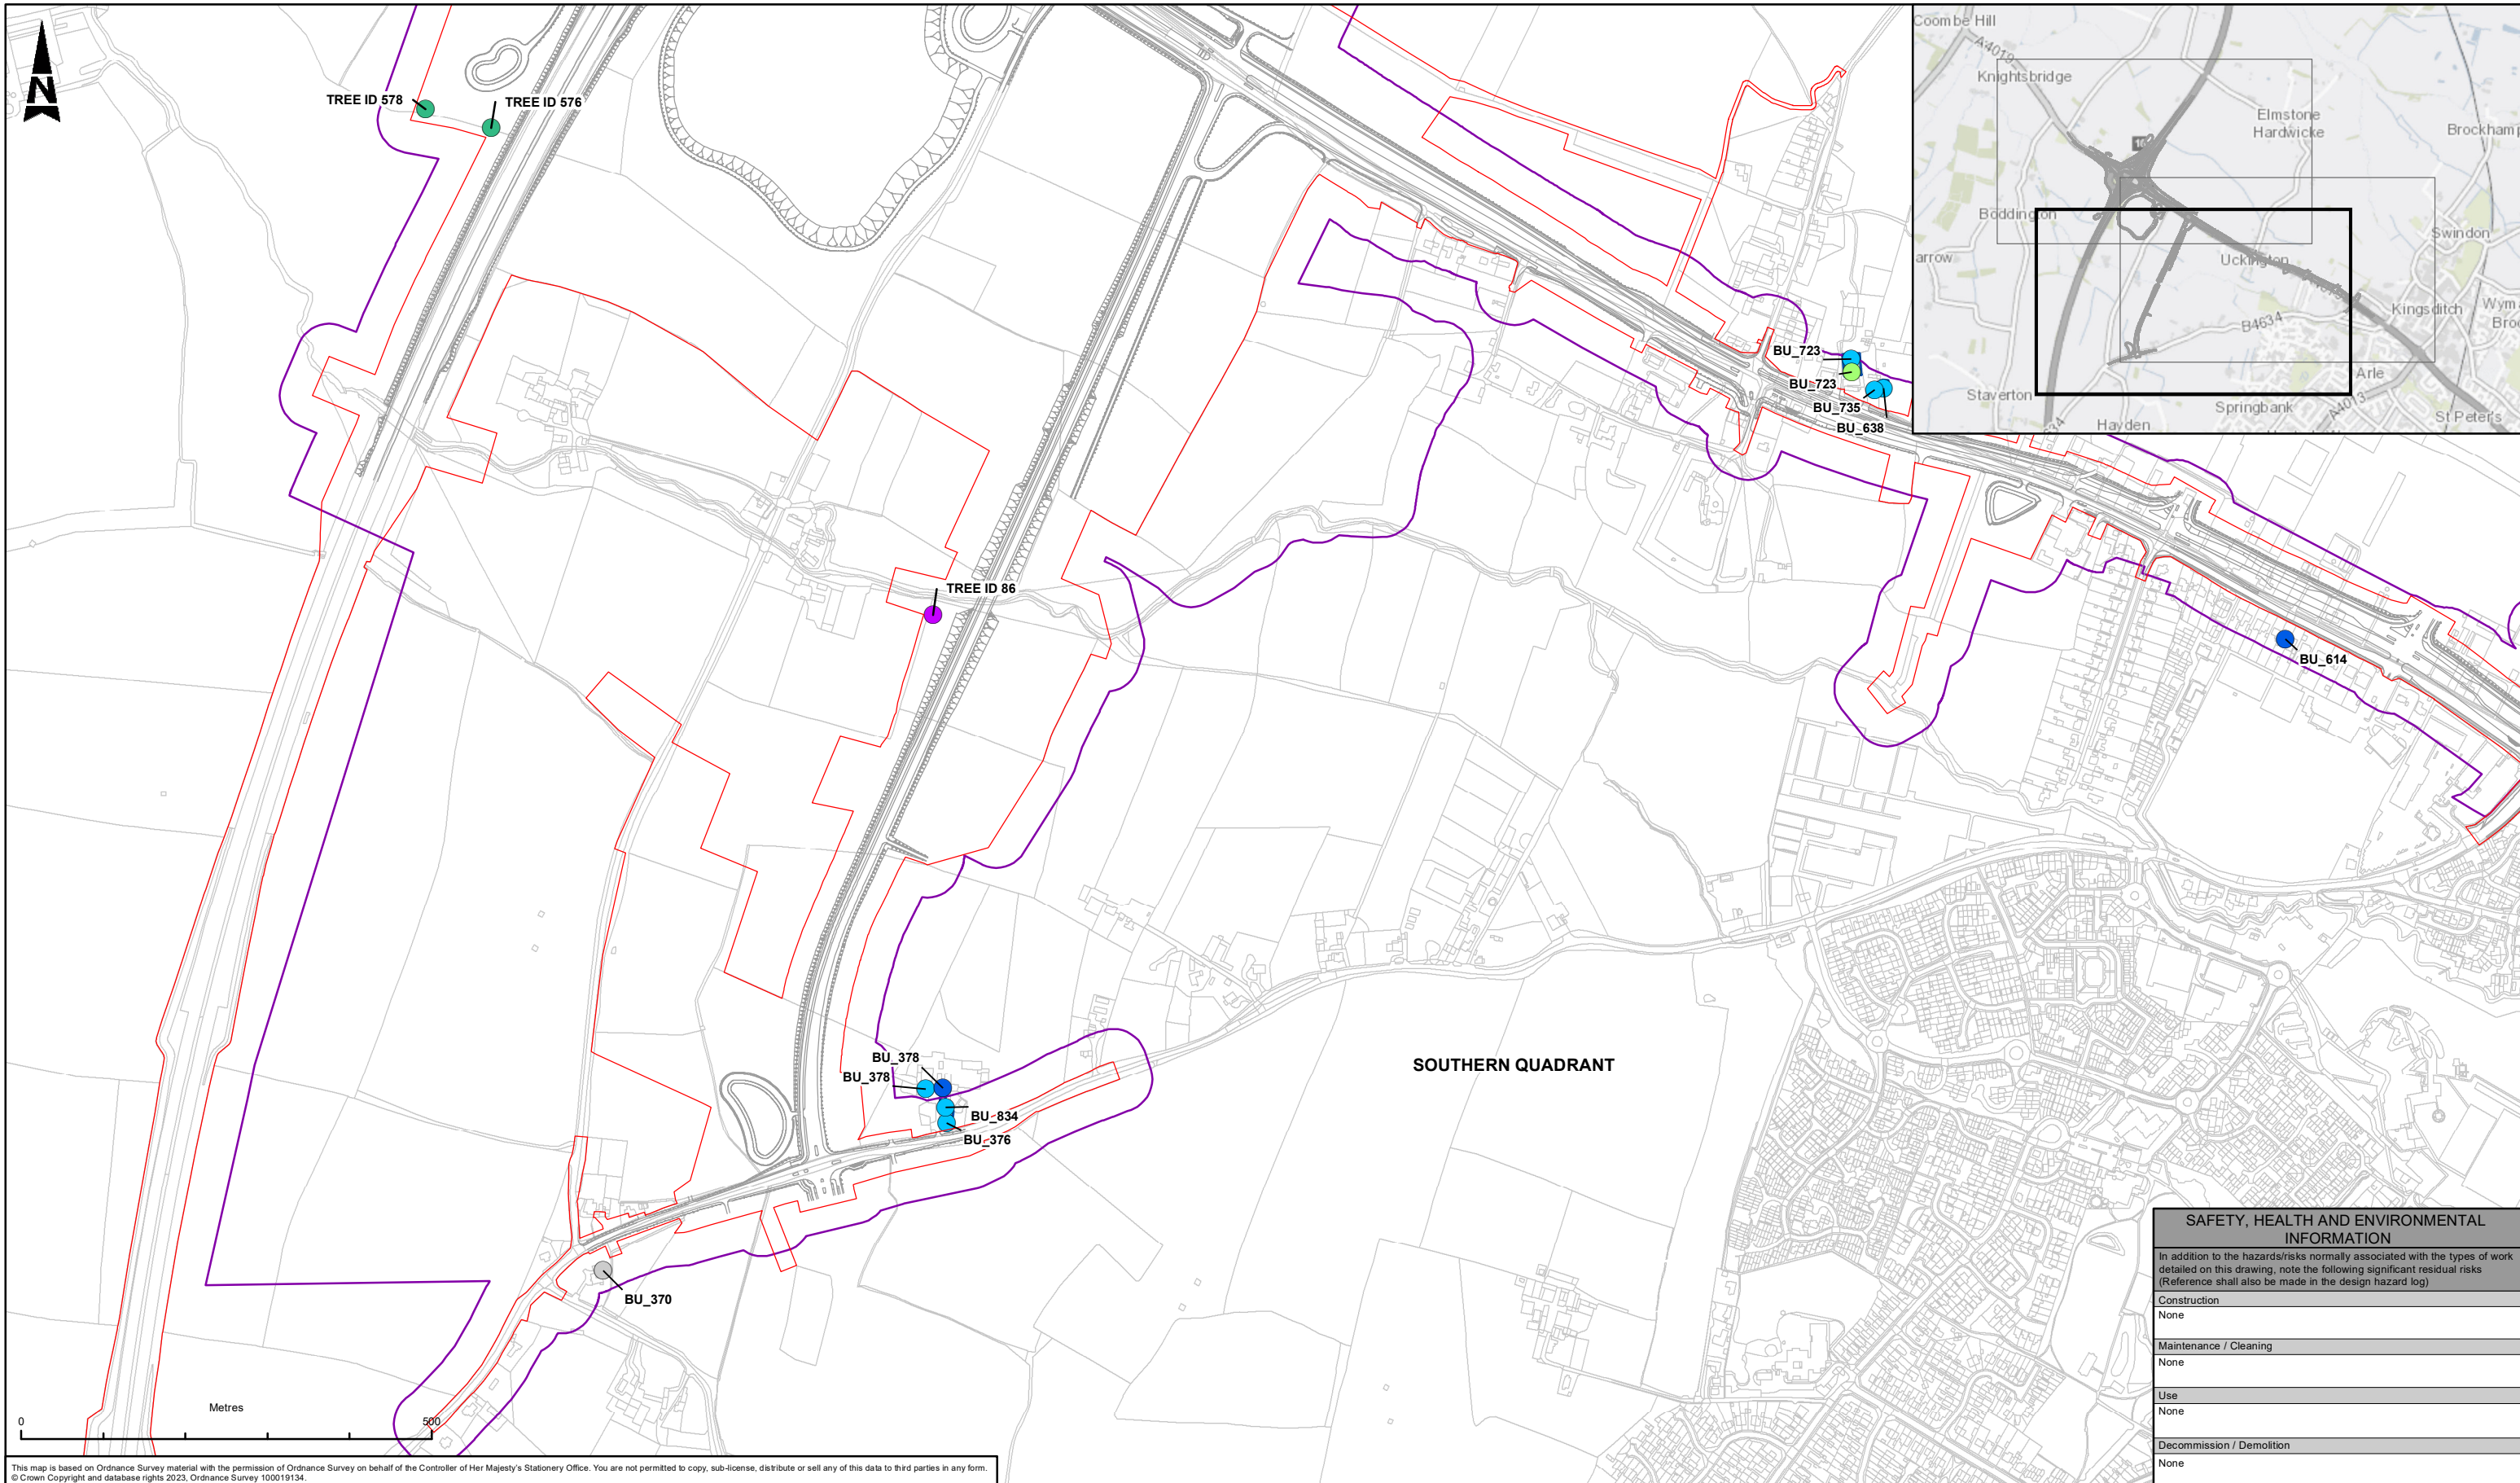 N
TREE ID 578
TREE ID 576
TREE ID 86
BU_723
BU_723
BU_735
BU_638
BU_614
BU_378
BU_378
BU_834
BU_376
BU_370
SOUTHERN QUADRANT
Coombe Hill
A4019
Knightsbridge
Elmstone
Hardwicke
Boddington
Swindon
arrow
Uckington
Kingsditch
B4634
Arle
Staverton
Springbank
A4013
St Peter's
Hayden
SAFETY, HEALTH AND ENVIRONMENTAL
INFORMATION
In addition to the hazards/risks normally associated with the types of work
detailed on this drawing, note the following significant residual risks
(Reference shall also be made in the design hazard log)
Construction
None
Maintenance / Cleaning
None
Use
None
Decommission / Demolition
None
Metres
0
500
This map is based on Ordnance Survey material with the permission of Ordnance Survey on behalf of the Controller of Her Majesty's Stationery Office. You are not permitted to copy, sub-license, distribute or sell any of this data to third parties in any form.
© Crown Copyright and database rights 2023, Ordnance Survey 100019134.